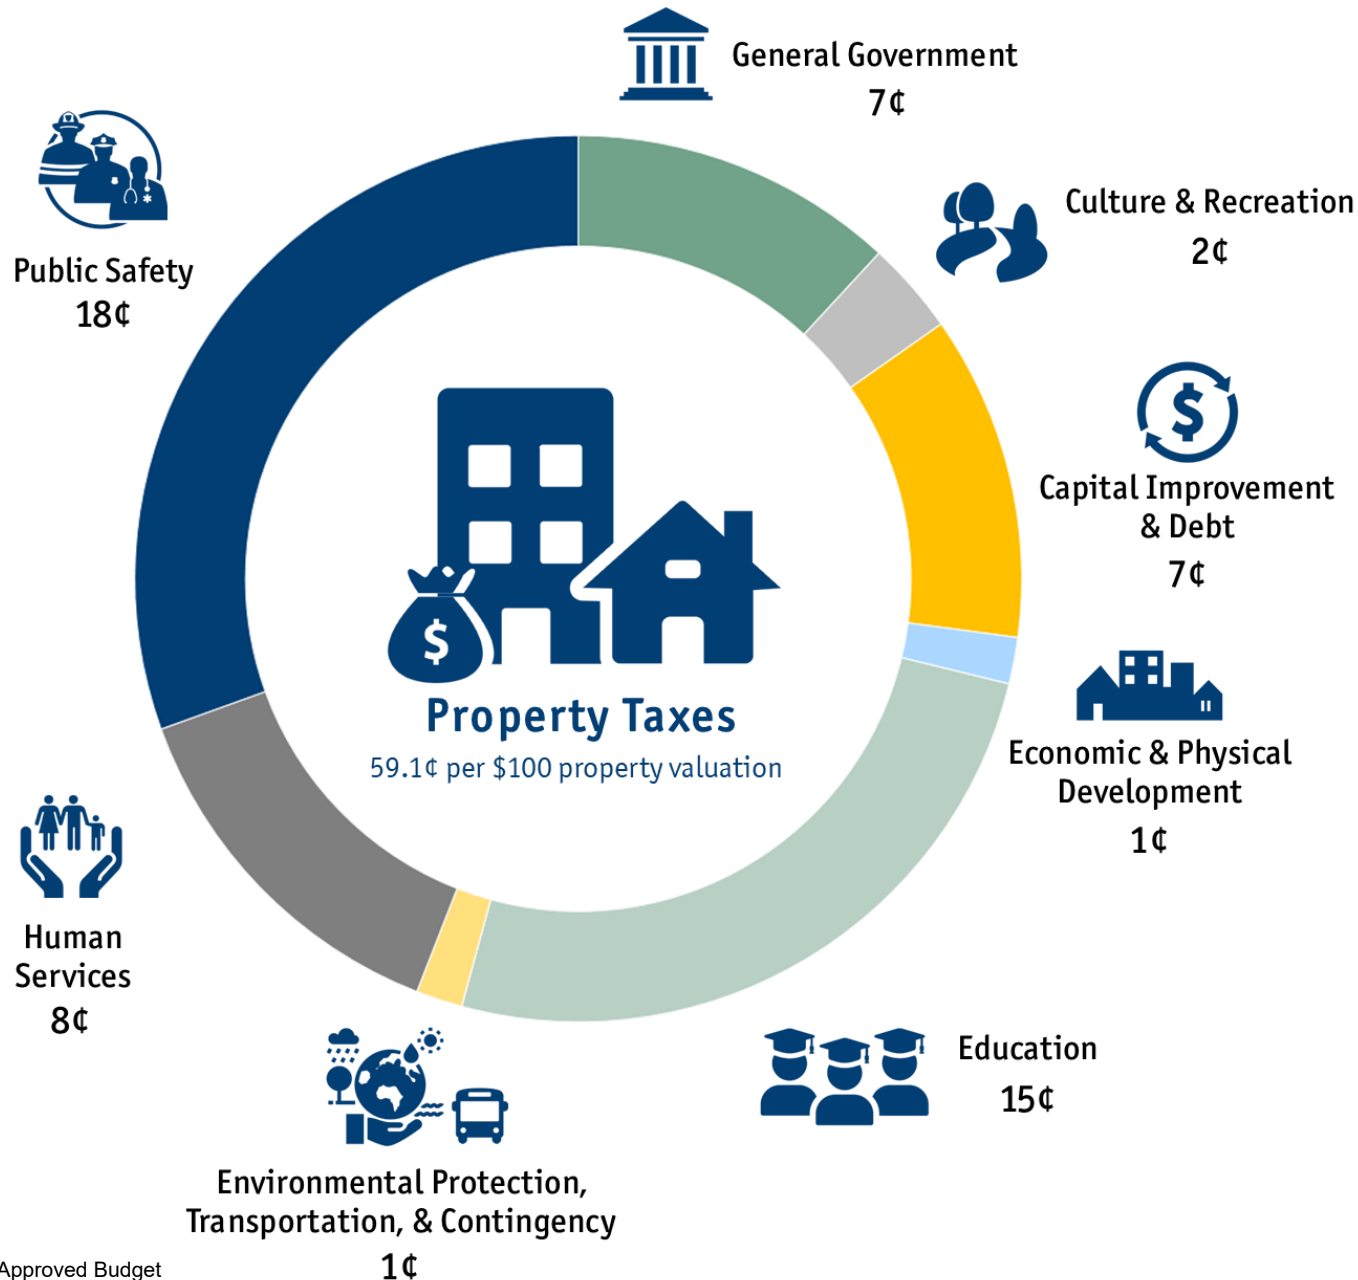 General Government
7¢
Culture & Recreation
2¢
Public Safety
18¢
$
Capital Improvement
& Debt
7¢
$
Property Taxes
59.1¢ per $100 property valuation
Economic & Physical
Development
1¢
Human
Services
8¢
Education
15¢
Environmental Protection,
Transportation, & Contingency
1¢
Approved Budget